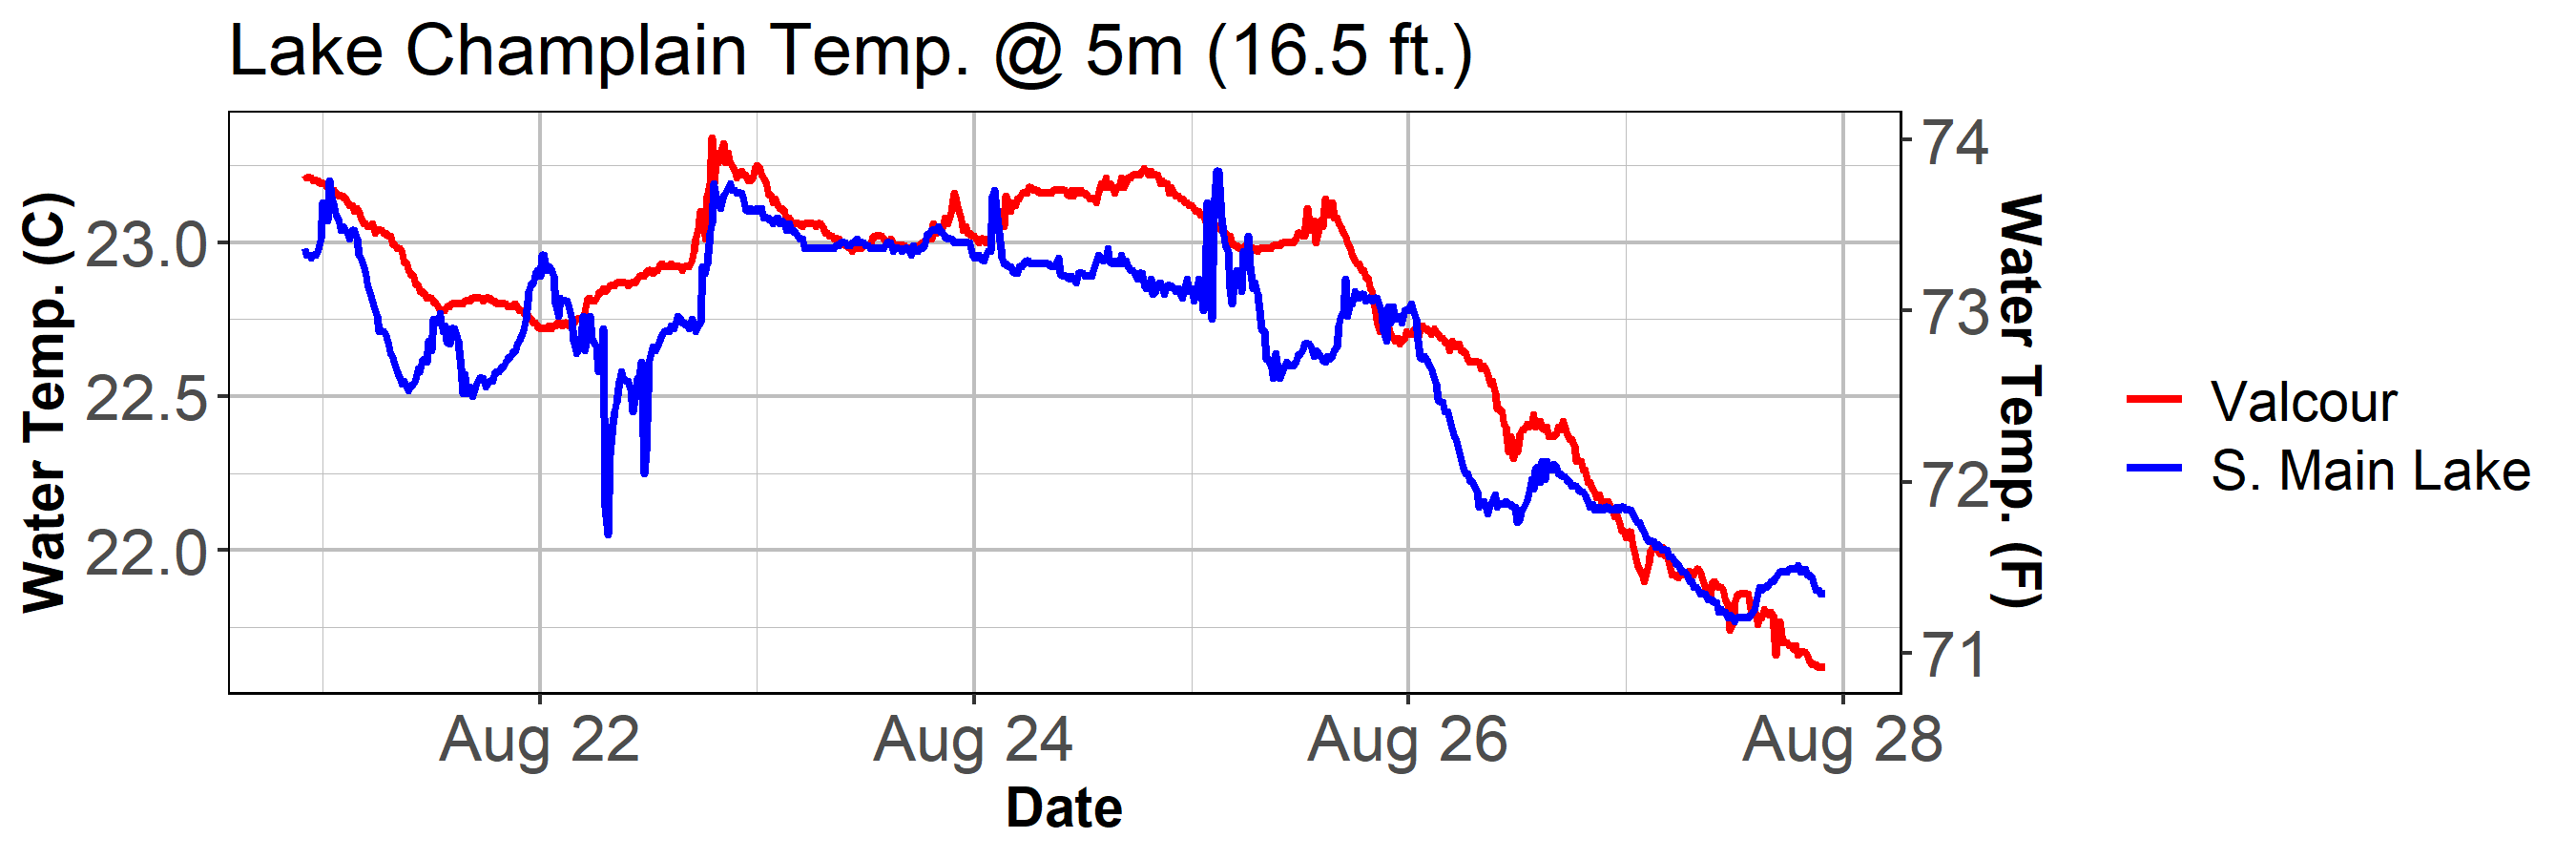 Lake Champlain Temp. @ 5m (16.5 ft.)
Water Temp. (C)
23.0
22.5
22.0
74
73
72
71
Water Temp. (F)
Aug 22
Aug 24
Aug 26
Aug 28
Date
Valcour
S. Main Lake